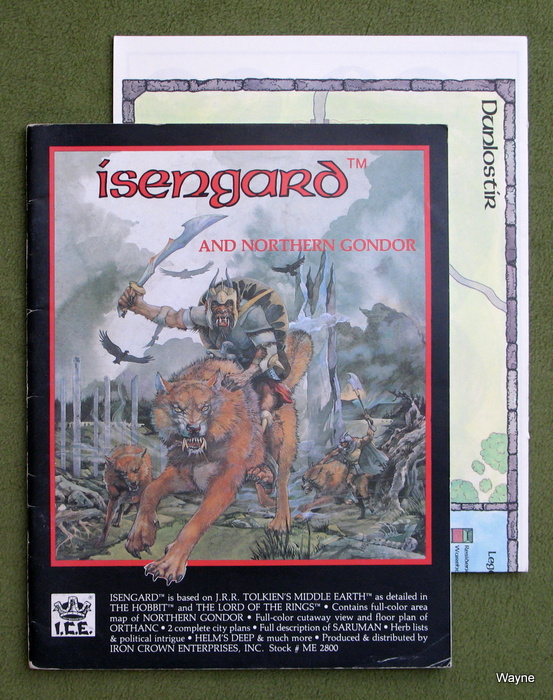 isengard™
AND NORTHERN GONDOR
Danlostir
ISENGARD™ is based on J.R.R. TOLKIEN'S MIDDLE EARTH™ as detailed in
THE HOBBIT™ and THE LORD OF THE RINGS™ • Contains full-color area
map of NORTHERN GONDOR • Full-color cutaway view and floor plan of
ORTHANC • 2 complete city plans • Full description of SARUMAN • Herb lists
& political intrigue • HELM'S DEEP & much more • Produced & distributed by
IRON CROWN ENTERPRISES, INC. Stock # ME 2800
I.C.E.®
Wayne